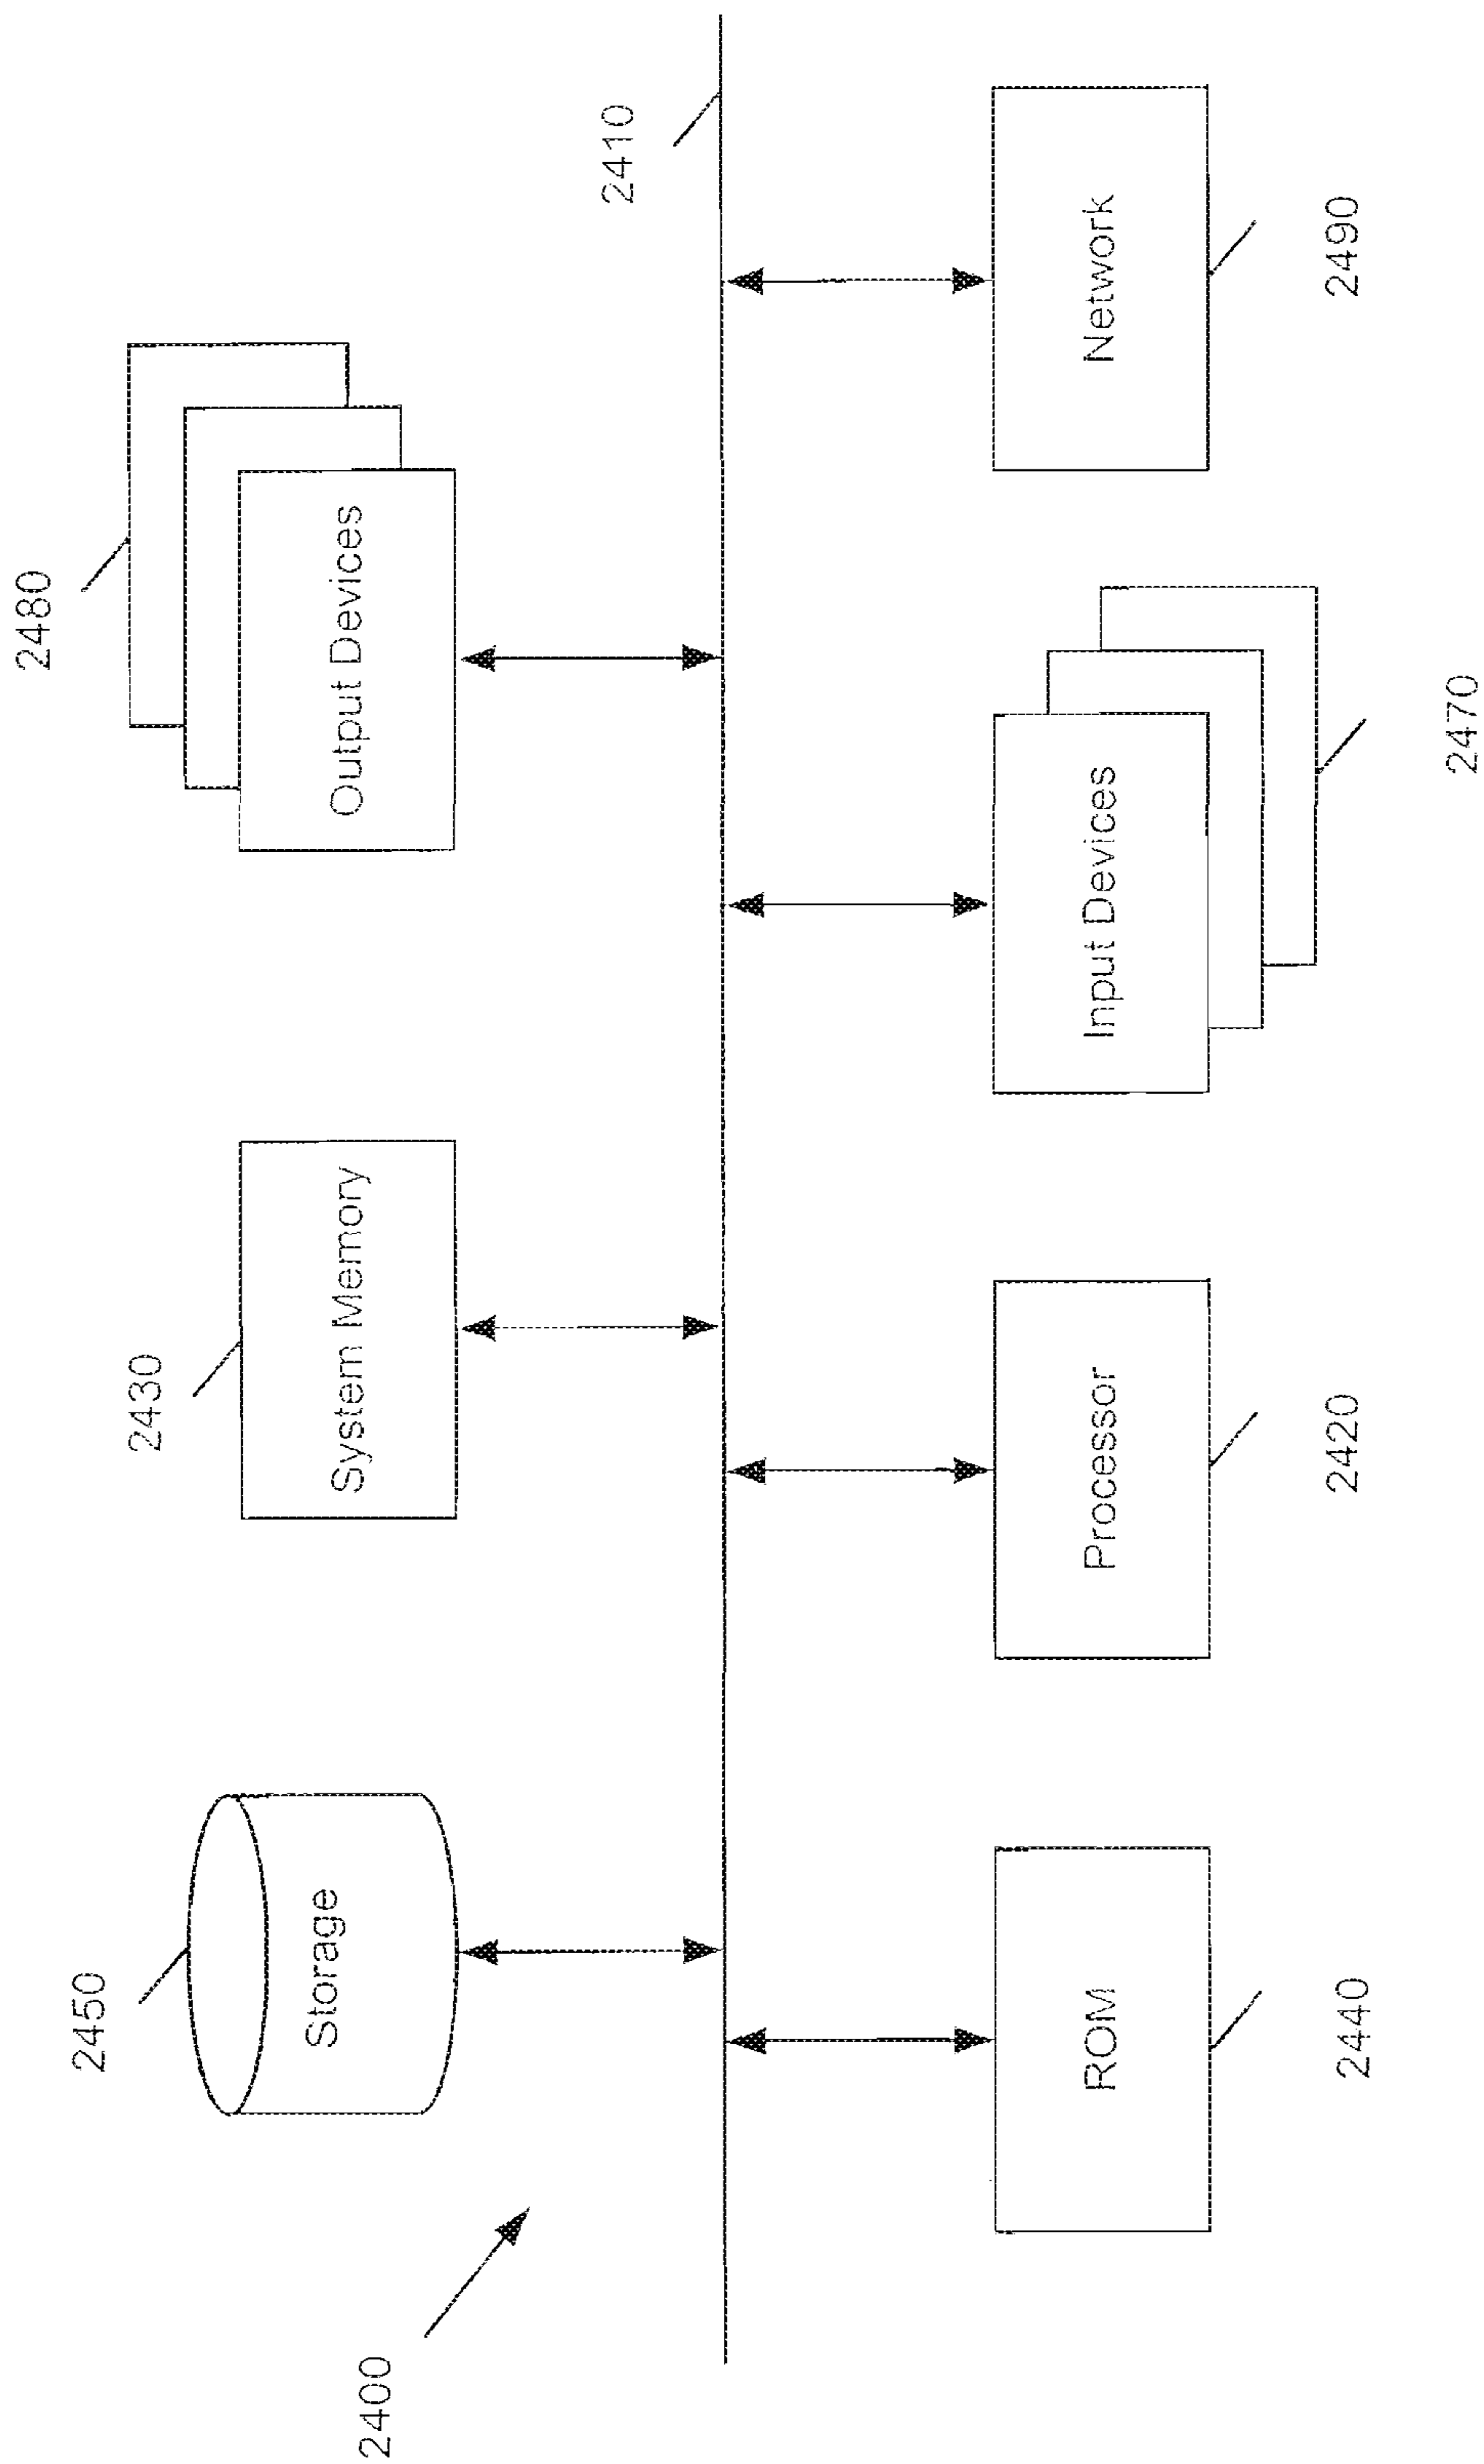 2450
2430
2480
Storage
System Memory
Output Devices
2400
2410
ROM
Processor
Input Devices
Network
2440
2420
2490
2470